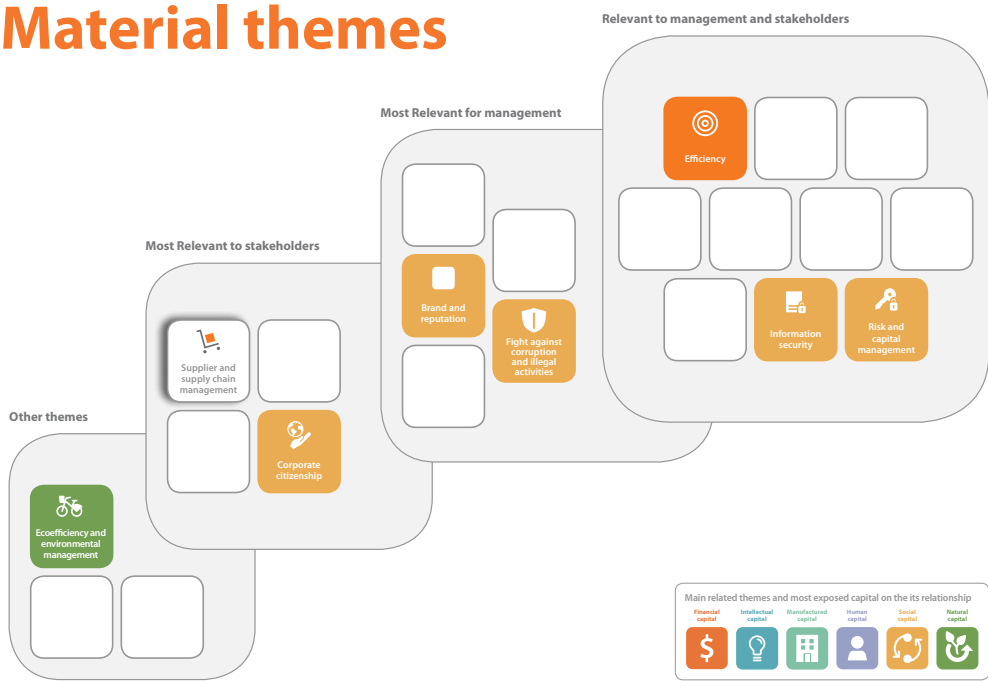 Material themes
Relevant to management and stakeholders
Efficiency
Information
security
Risk and
capital
management
Most Relevant for management
Brand and
reputation
Fight against
corruption
and illegal
activities
Most Relevant to stakeholders
Supplier and
supply chain
management
Corporate
citizenship
Other themes
Ecoefficiency and
environmental
management
Main related themes and most exposed capital on the its relationship
Financial
capital
Intellectual
capital
Manufactured
capital
Human
capital
Social
capital
Natural
capital
$